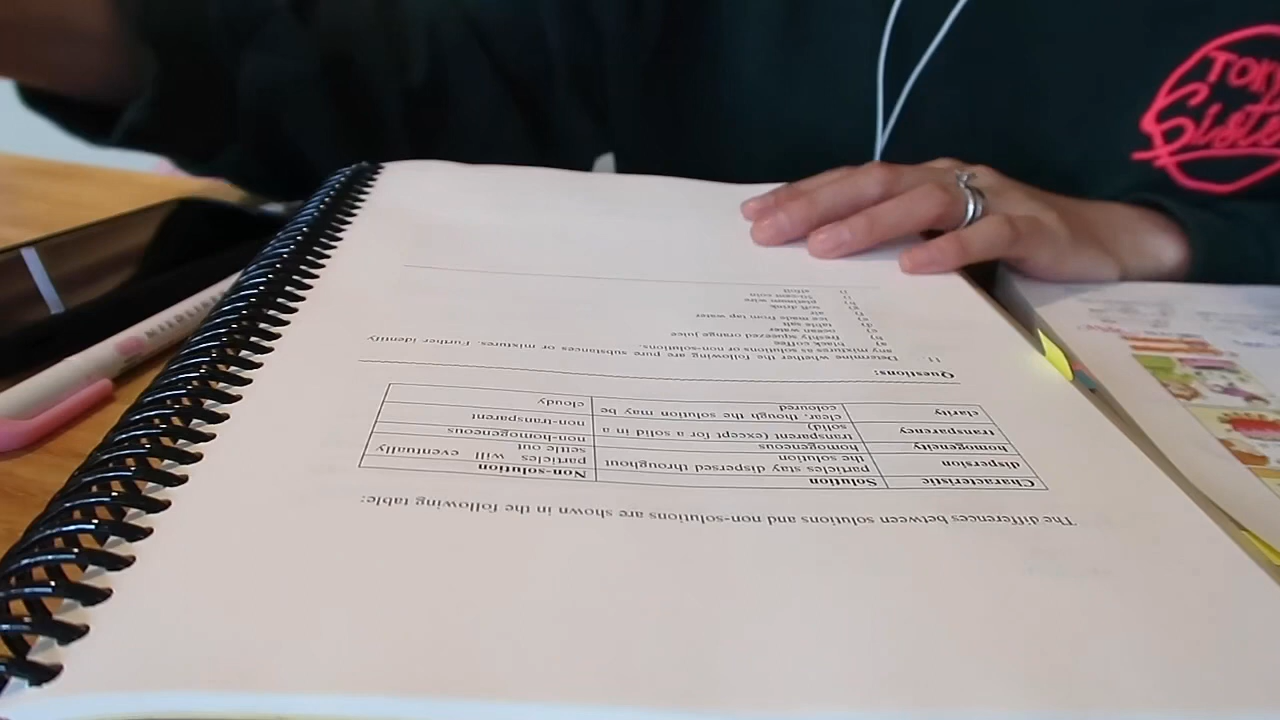 The differences between solutions and non-solutions are shown in the following table:
Characteristic Solution Non-solution
dispersion particles stay dispersed throughout the solution particles will eventually settle out
homogeneity homogeneous non-homogeneous
transparency transparent (except for a solid in a solid) non-transparent
clarity clear, though the solution may be coloured cloudy
Questions:
11. Determine whether the following are pure substances or mixtures. Further identify
any mixtures as solutions or non-solutions.
a) black coffee
b) freshly squeezed orange juice
c) ocean water
d) table salt
e) ice made from tap water
f) air
g) soft drink
h) platinum wire
i) 50-cent coin
TOKY
Siste